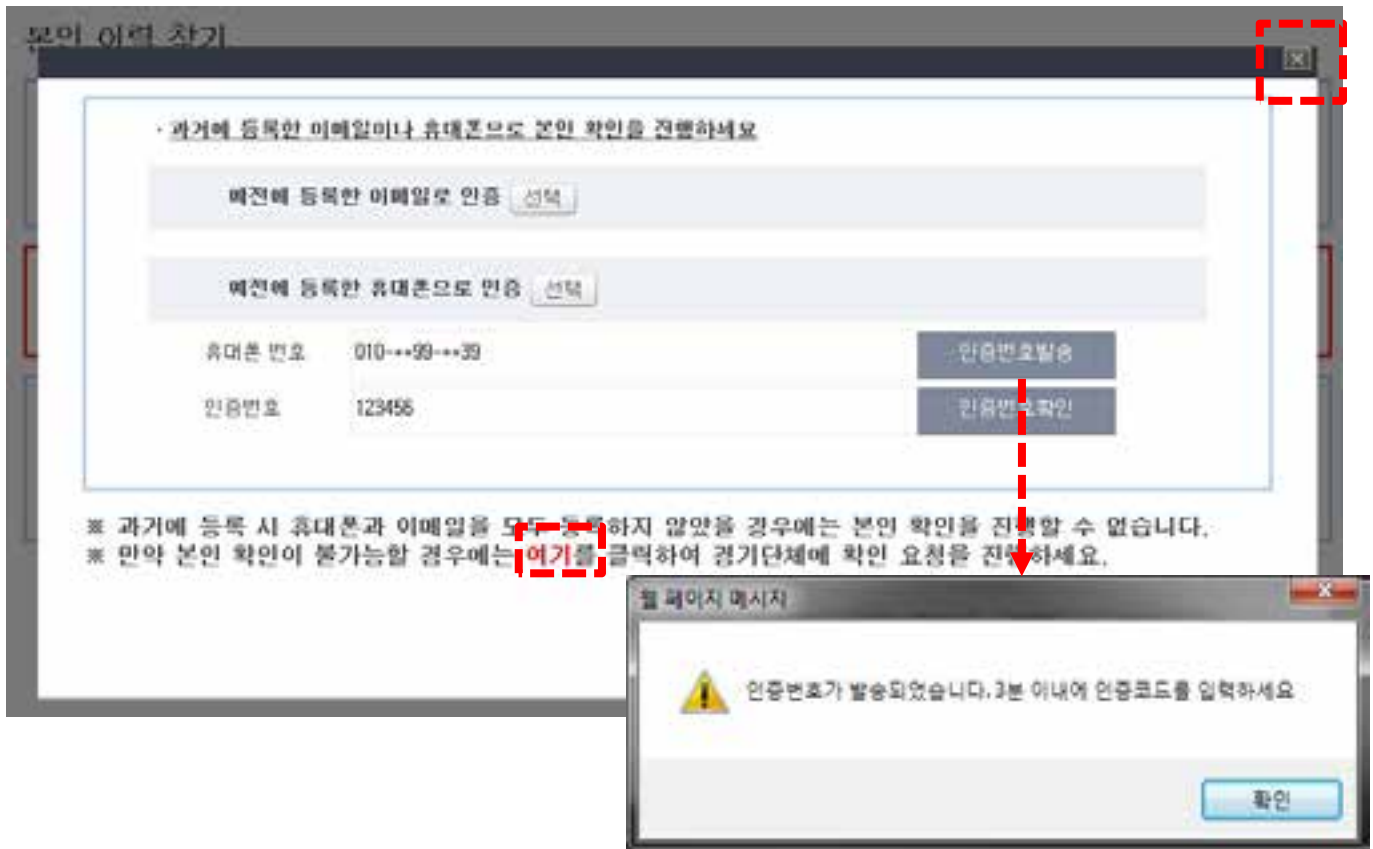 본인 이력 찾기
· 과거에 등록한 이메일이나 휴대폰으로 본인 확인을 진행하세요
예전에 등록한 이메일로 인증 선택
예전에 등록한 휴대폰으로 인증 선택
휴대폰 번호 010-**99-**39 인증번호발송
인증번호 123456 인증번호확인
※ 과거에 등록 시 휴대폰과 이메일을 모두 등록하지 않았을 경우에는 본인 확인을 진행할 수 없습니다.
※ 만약 본인 확인이 불가능할 경우에는 여기를 클릭하여 경기단체에 확인 요청을 진행하세요.
웹 페이지 메시지
인증번호가 발송되었습니다. 3분 이내에 인증코드를 입력하세요
확인